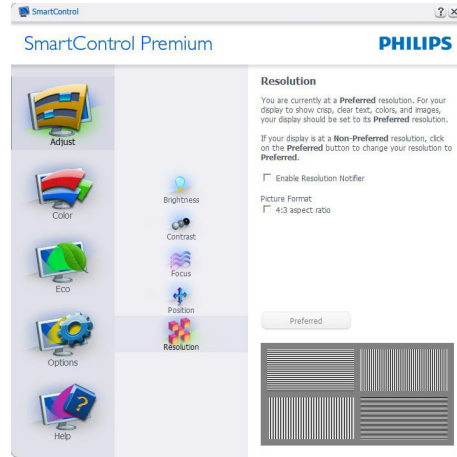 SmartControl
SmartControl Premium
PHILIPS
Adjust
Color
Eco
Options
Help
Brightness
Contrast
Focus
Position
Resolution
Resolution
You are currently at a Preferred resolution. For your
display to show crisp, clear text, colors, and images,
your display should be set to its Preferred resolution.
If your display is at a Non-Preferred resolution, click
on the Preferred button to change your resolution to
Preferred.
Enable Resolution Notifier
Picture Format
4:3 aspect ratio
Preferred